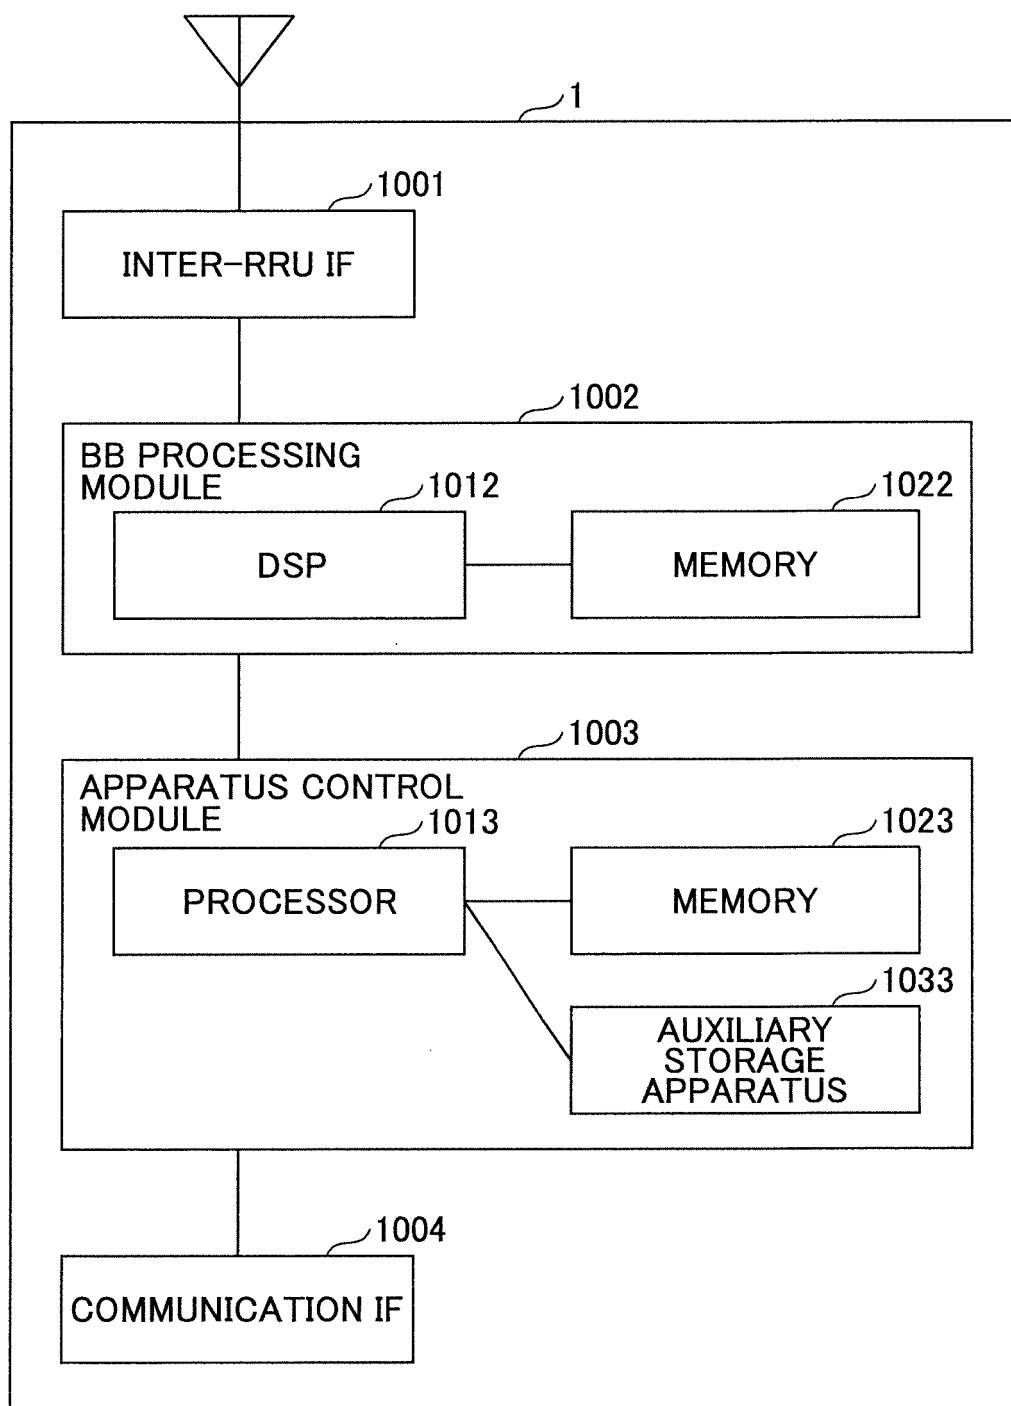 1
1001
INTER-RRU IF
1002
BB PROCESSING
MODULE
1012
1022
DSP
MEMORY
1003
APPARATUS CONTROL
MODULE
1013
1023
PROCESSOR
MEMORY
1033
AUXILIARY
STORAGE
APPARATUS
1004
COMMUNICATION IF